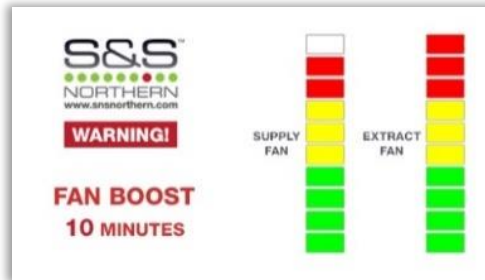 S&S™
NORTHERN
www.snsnorthern.com
WARNING!
FAN BOOST
10 MINUTES
SUPPLY
FAN
EXTRACT
FAN